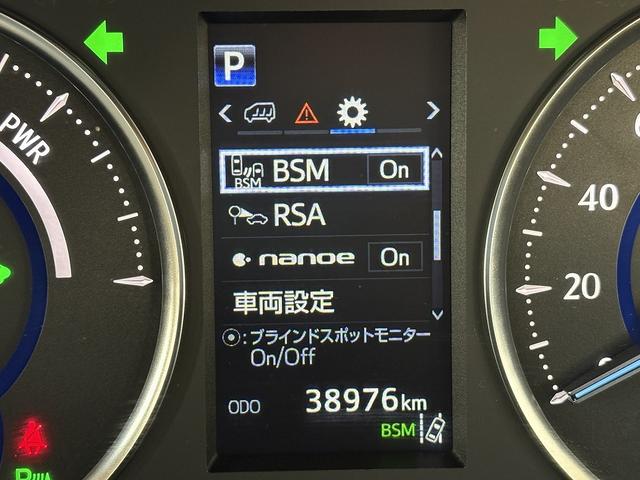 P
PWR
BSM
BSM On
RSA
nanoe On
車両設定
:ブラインドスポットモニター
On/Off
ODO 38976km
BSM
40
20